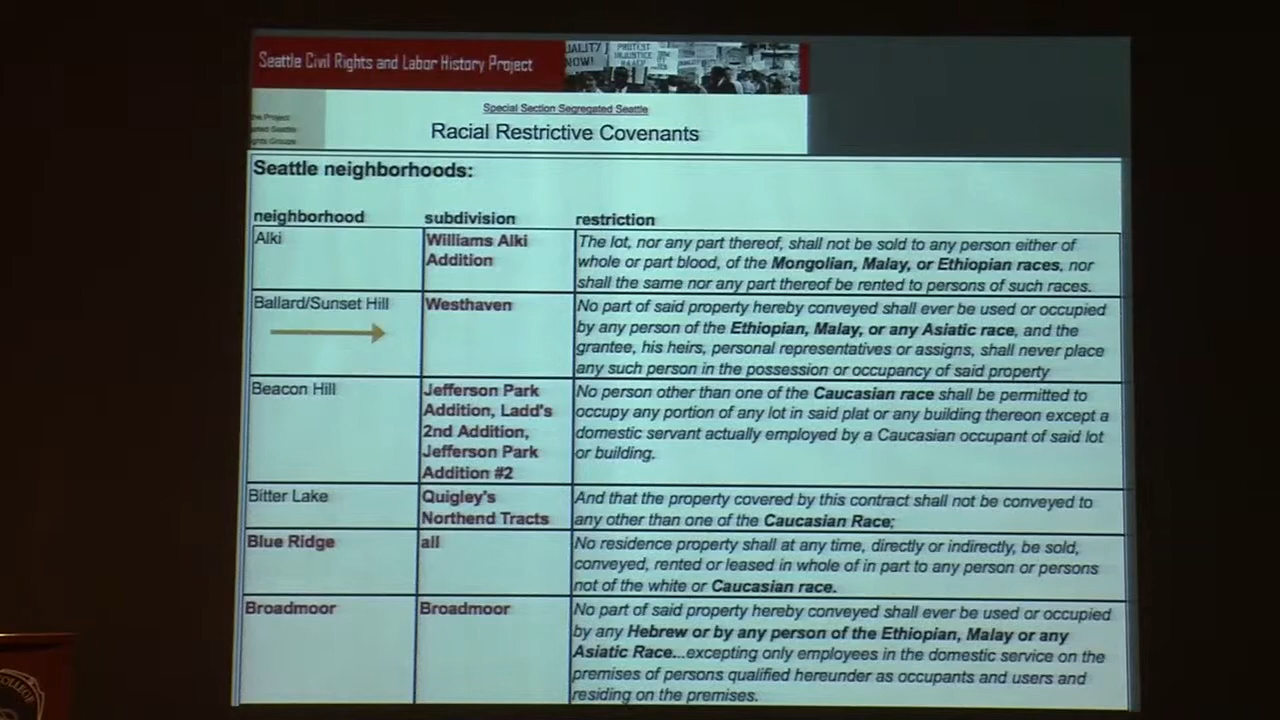 Seattle Civil Rights and Labor History Project
PROTEST
NOW!
INJUSTICE
Special Section Segregated Seattle
Racial Restrictive Covenants
Seattle neighborhoods:
neighborhood subdivision restriction
Alki
Williams Alki
Addition
The lot, nor any part thereof, shall not be sold to any person either of
whole or part blood, of the Mongolian, Malay, or Ethiopian races, nor
shall the same nor any part thereof be rented to persons of such races.
Ballard/Sunset Hill
Westhaven
No part of said property hereby conveyed shall ever be used or occupied
by any person of the Ethiopian, Malay, or any Asiatic race, and the
grantee, his heirs, personal representatives or assigns, shall never place
any such person in the possession or occupancy of said property
Beacon Hill
Jefferson Park
Addition, Ladd's
2nd Addition,
Jefferson Park
Addition #2
No person other than one of the Caucasian race shall be permitted to
occupy any portion of any lot in said plat or any building thereon except a
domestic servant actually employed by a Caucasian occupant of said lot
or building.
Bitter Lake
Quigley's
Northend Tracts
And that the property covered by this contract shall not be conveyed to
any other than one of the Caucasian Race;
Blue Ridge
all
No residence property shall at any time, directly or indirectly, be sold,
conveyed, rented or leased in whole of in part to any person or persons
not of the white or Caucasian race.
Broadmoor
Broadmoor
No part of said property hereby conveyed shall ever be used or occupied
by any Hebrew or by any person of the Ethiopian, Malay or any
Asiatic Race...excepting only employees in the domestic service on the
premises of persons qualified hereunder as occupants and users and
residing on the premises.
COLLEGE